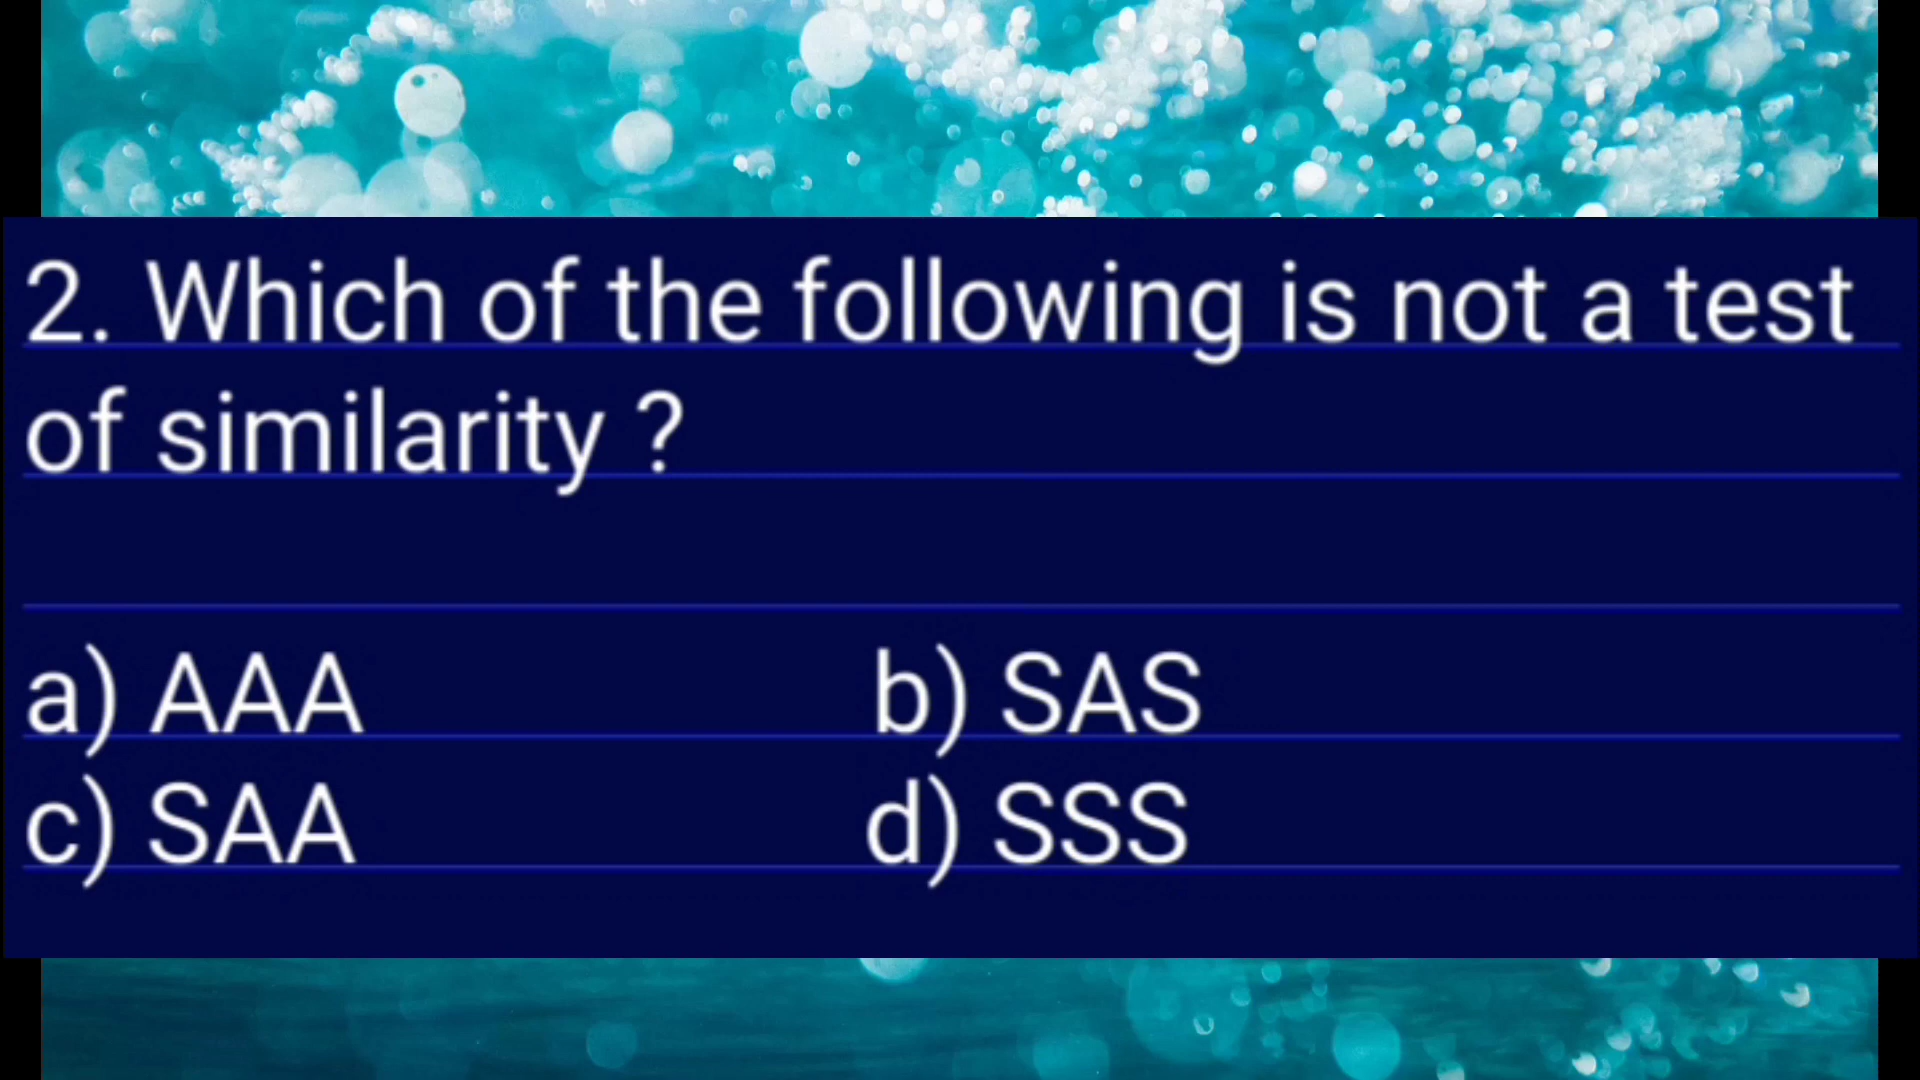 2. Which of the following is not a test
of similarity ?
a) AAA b) SAS
c) SAA d) SSS